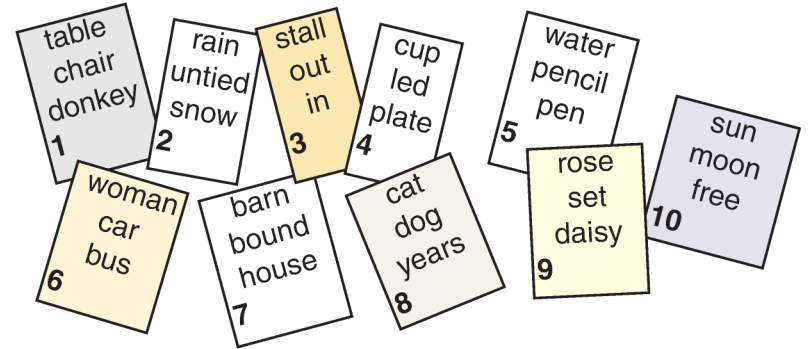 table
chair
donkey
1
rain
untied
snow
2
stall
out
in
3
cup
led
plate
4
water
pencil
pen
5
woman
car
bus
6
barn
bound
house
7
cat
dog
years
8
rose
set
daisy
9
sun
moon
free
10